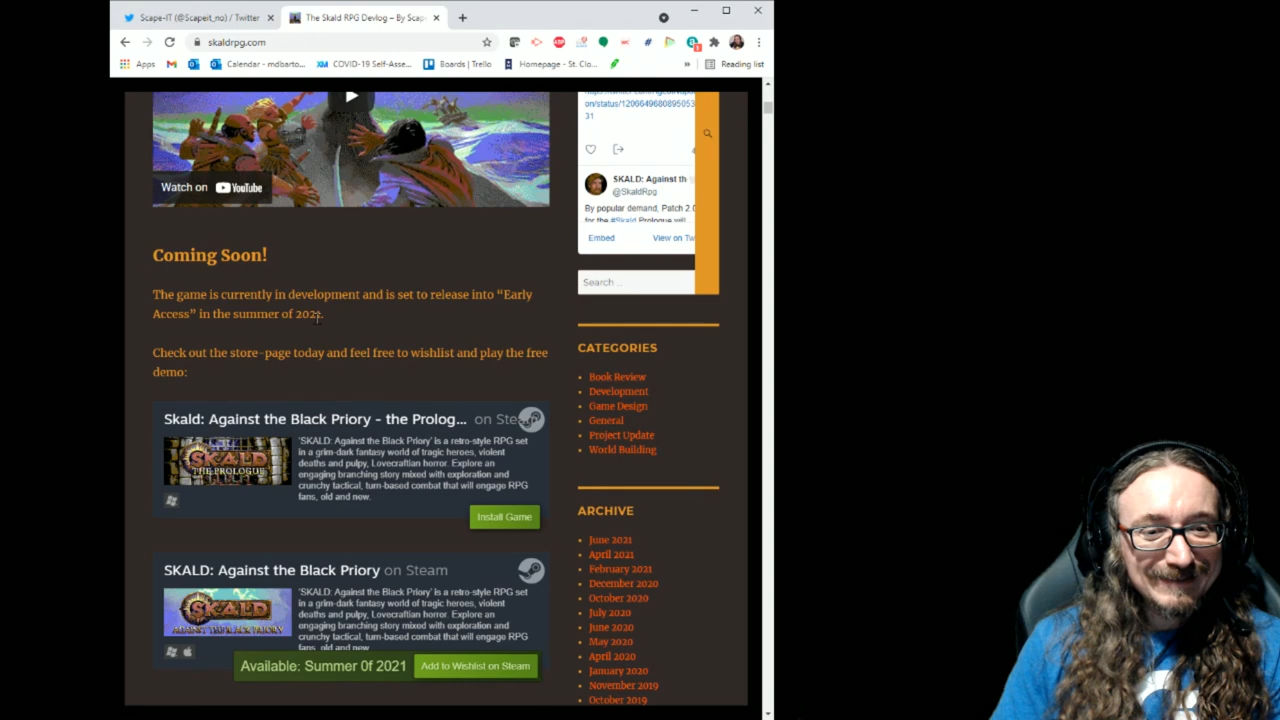 Scape-IT (@Scapeit_no) / Twitter
The Skald RPG Devlog – By Scap
skaldrpg.com
Apps
Calendar - mdbarto...
COVID-19 Self-Asse...
Boards | Trello
Homepage - St. Clo...
»
Reading list
Watch on YouTube
Coming Soon!
The game is currently in development and is set to release into “Early
Access” in the summer of 2021.
Check out the store-page today and feel free to wishlist and play the free
demo:
Skald: Against the Black Priory - the Prolog... on Steam
'SKALD: Against the Black Priory' is a retro-style RPG set
in a grim-dark fantasy world of tragic heroes, violent
deaths and pulpy, Lovecraftian horror. Explore an
engaging branching story mixed with exploration and
crunchy tactical, turn-based combat that will engage RPG
fans, old and new.
SKALD
THE PROLOGUE
Install Game
SKALD: Against the Black Priory on Steam
'SKALD: Against the Black Priory' is a retro-style RPG set
in a grim-dark fantasy world of tragic heroes, violent
deaths and pulpy, Lovecraftian horror. Explore an
engaging branching story mixed with exploration and
crunchy tactical, turn-based combat that will engage RPG
fans, old and new.
SKALD
AGAINST THE BLACK PRIORY
Available: Summer 0f 2021
Add to Wishlist on Steam
on/status/1206649680895053
31
SKALD: Against th
@SkaldRpg
By popular demand, Patch 2.0
for the #Skald Prologue will
Embed
View on Tw
Search ...
CATEGORIES
Book Review
Development
Game Design
General
Project Update
World Building
ARCHIVE
June 2021
April 2021
February 2021
December 2020
October 2020
July 2020
June 2020
May 2020
April 2020
January 2020
November 2019
October 2019